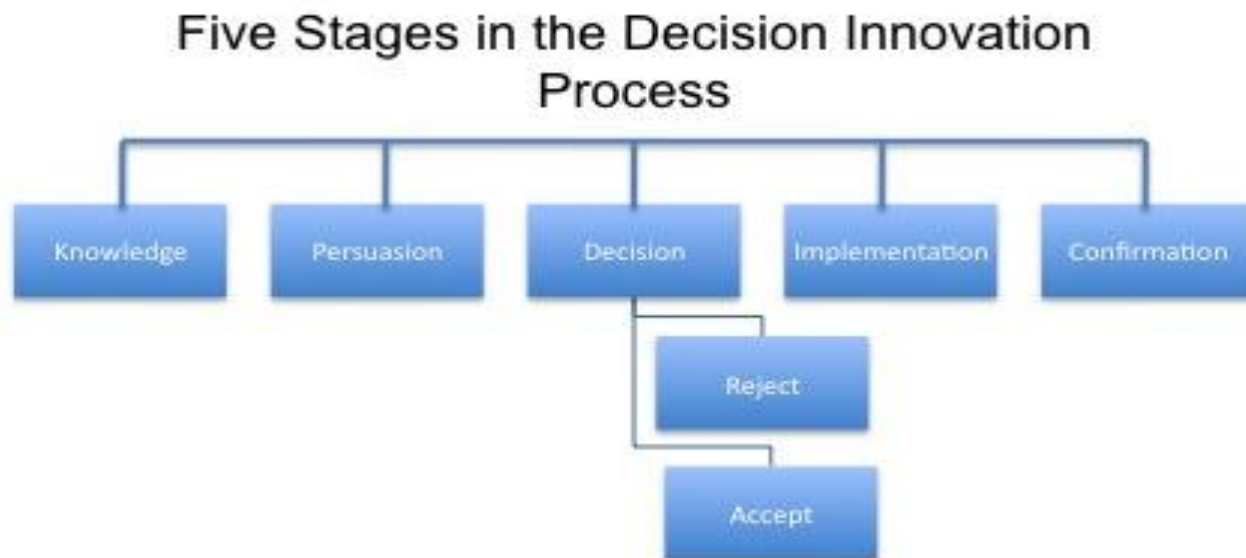 Five Stages in the Decision Innovation
Process
Knowledge
Persuasion
Decision
Implementation
Confirmation
Reject
Accept